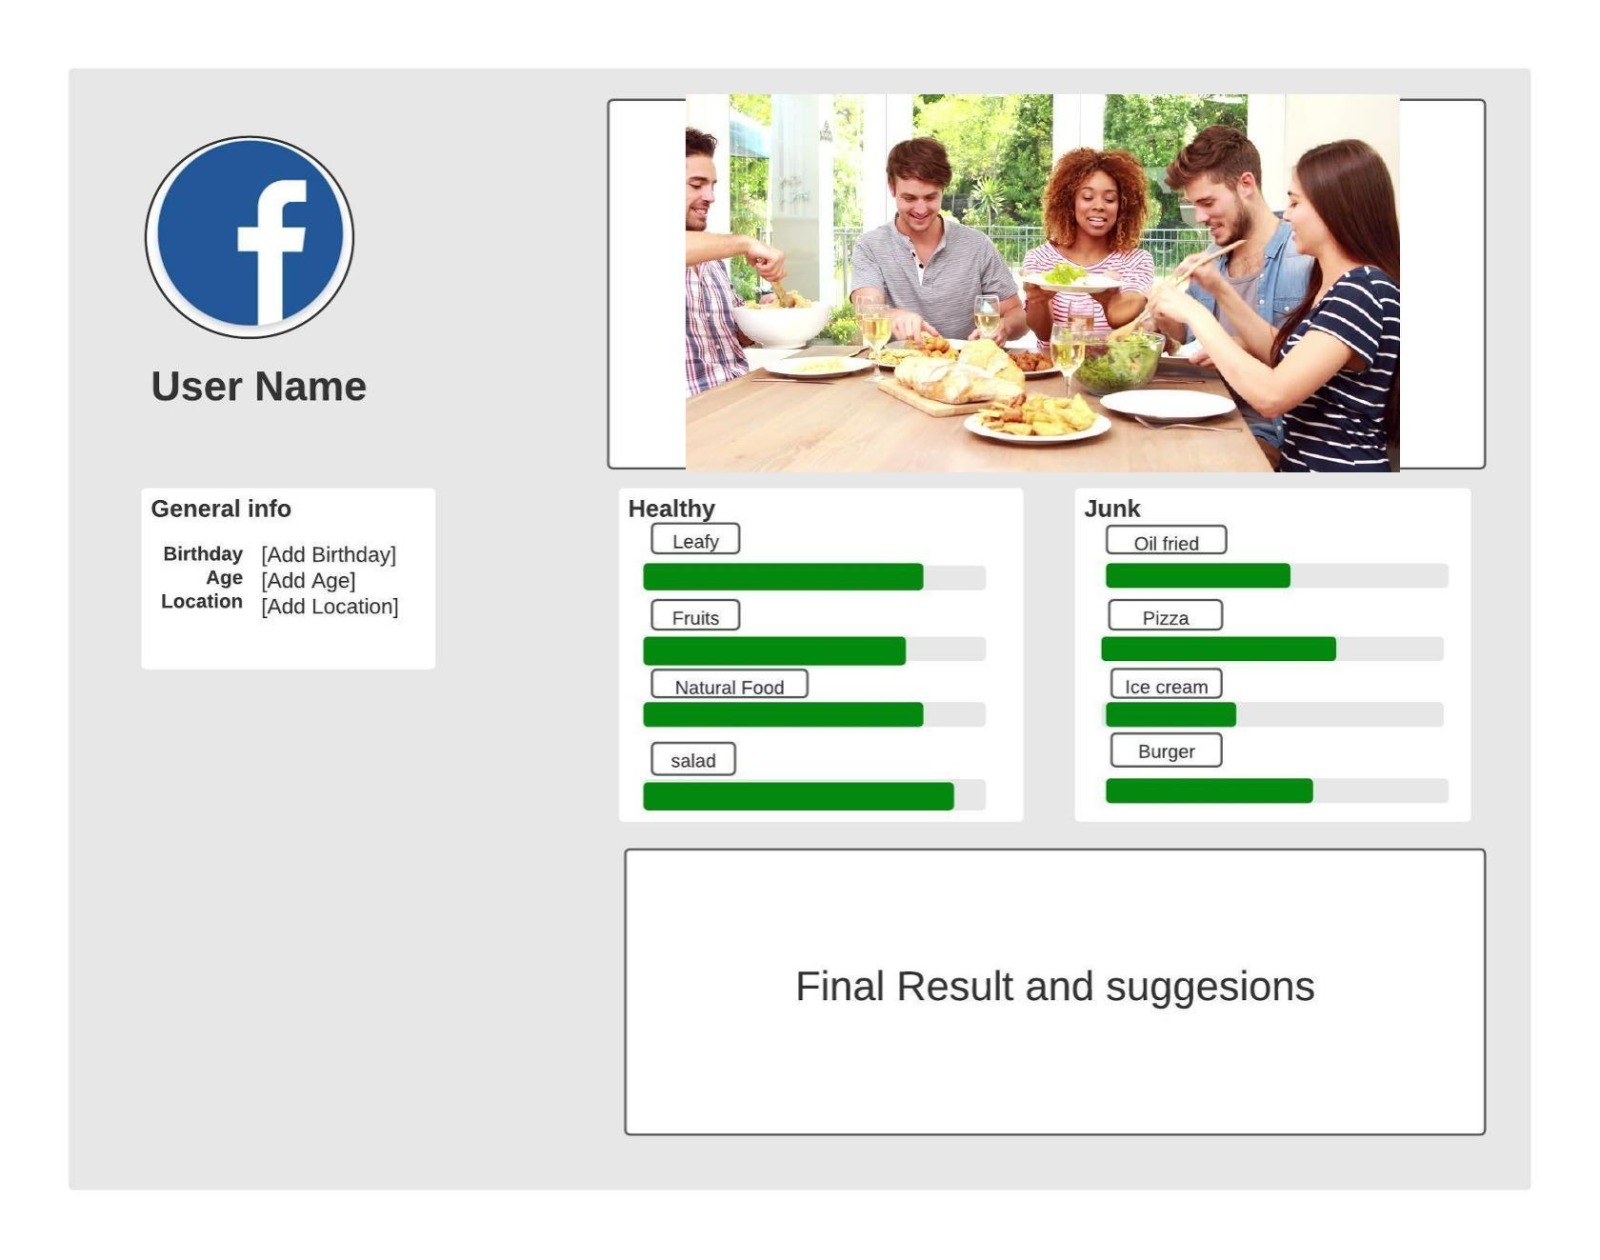 f
User Name
General info
Birthday [Add Birthday]
Age [Add Age]
Location [Add Location]
Healthy
Leafy
Fruits
Natural Food
salad
Junk
Oil fried
Pizza
Ice cream
Burger
Final Result and suggesions